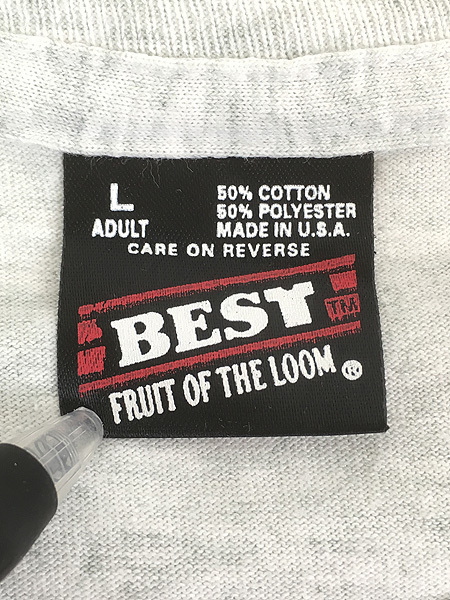 L
ADULT
50% COTTON
50% POLYESTER
MADE IN U.S.A.
CARE ON REVERSE
BEST TM
FRUIT OF THE LOOM ®